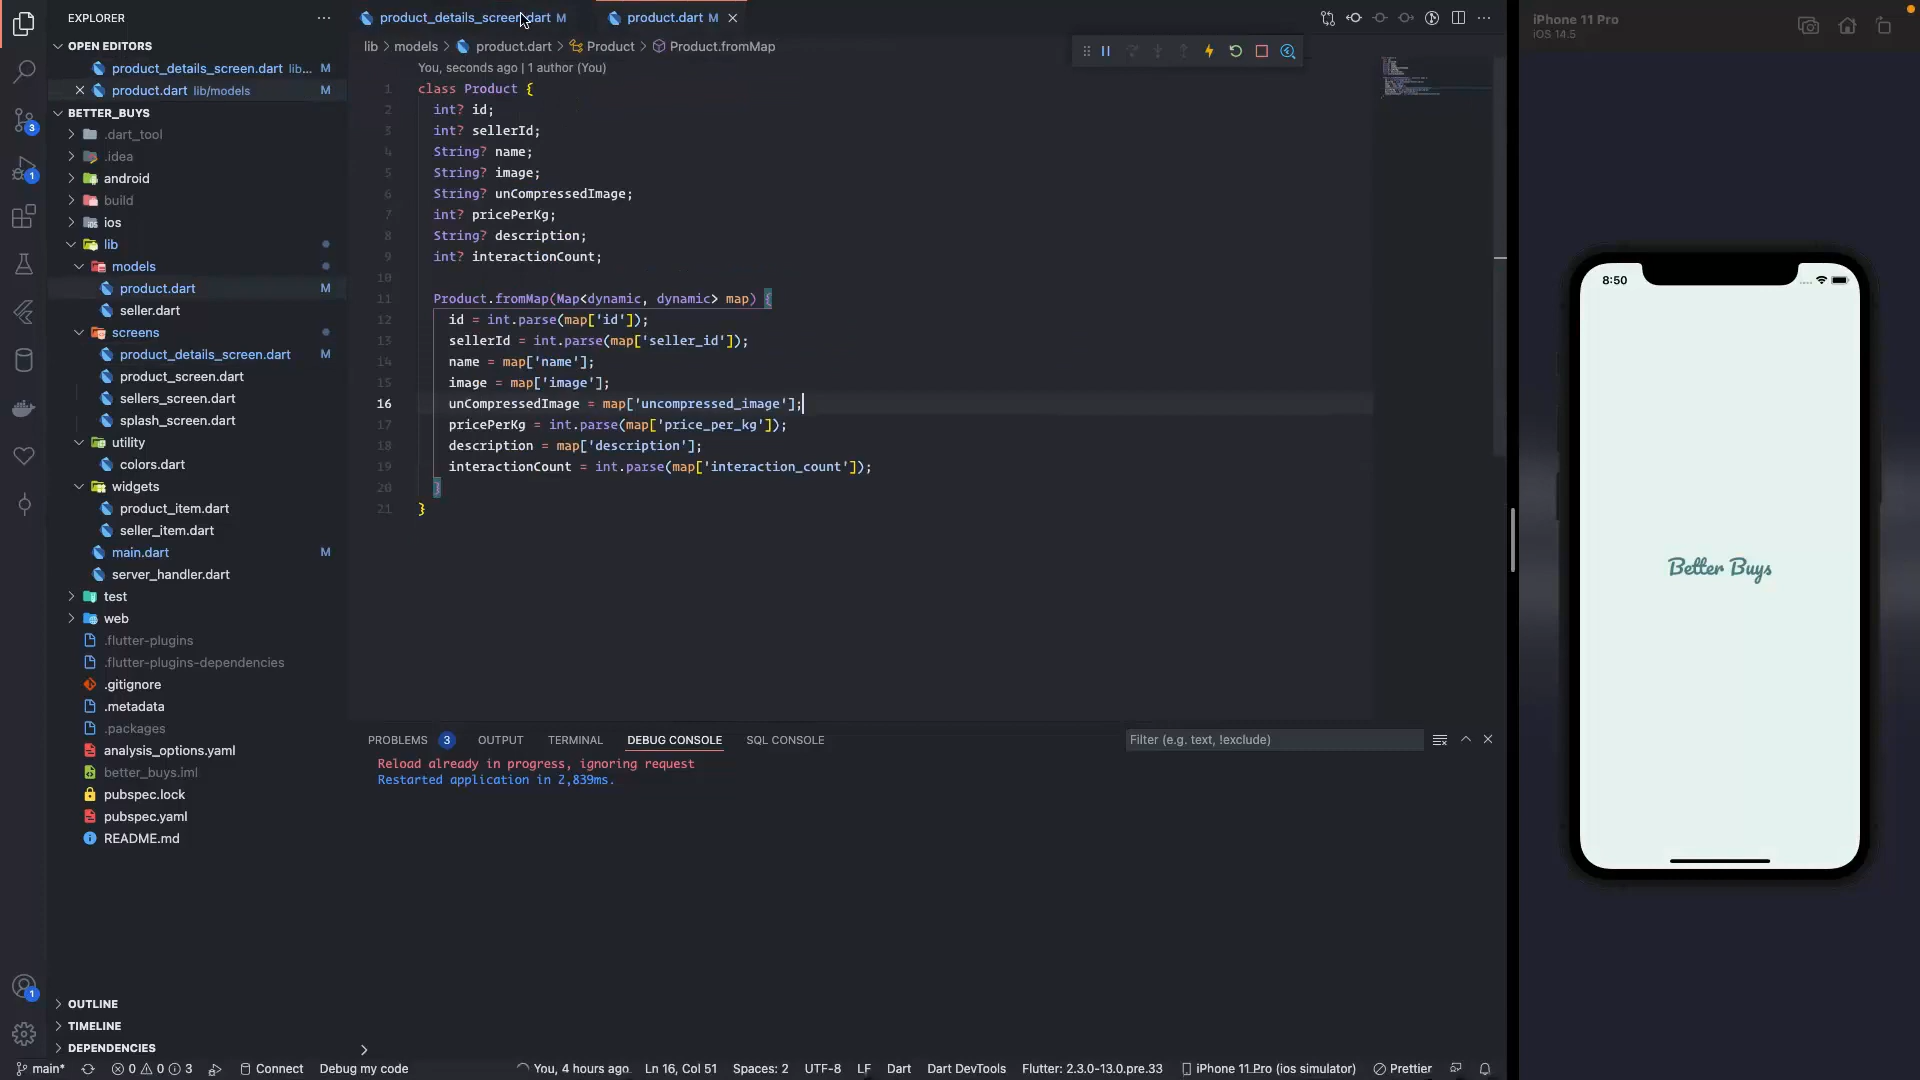 EXPLORER
OPEN EDITORS
product_details_screen.dart lib... M
product.dart lib/models M
BETTER_BUYS
.dart_tool
.idea
android
build
ios
lib
models
product.dart M
seller.dart
screens
product_details_screen.dart M
product_screen.dart
sellers_screen.dart
splash_screen.dart
utility
colors.dart
widgets
product_item.dart
seller_item.dart
main.dart M
server_handler.dart
test
web
.flutter-plugins
.flutter-plugins-dependencies
.gitignore
.metadata
.packages
analysis_options.yaml
better_buys.iml
pubspec.lock
pubspec.yaml
README.md
OUTLINE
TIMELINE
DEPENDENCIES
3
1
1
product_details_screen.dart M
product.dart M
lib > models > product.dart > Product > Product.fromMap
You, seconds ago | 1 author (You)
1 class Product {
2 int? id;
3 int? sellerId;
4 String? name;
5 String? image;
6 String? unCompressedImage;
7 int? pricePerKg;
8 String? description;
9 int? interactionCount;
10
11 Product.fromMap(Map<dynamic, dynamic> map) {
12 id = int.parse(map['id']);
13 sellerId = int.parse(map['seller_id']);
14 name = map['name'];
15 image = map['image'];
16 unCompressedImage = map['uncompressed_image'];
17 pricePerKg = int.parse(map['price_per_kg']);
18 description = map['description'];
19 interactionCount = int.parse(map['interaction_count']);
20 }
21 }
PROBLEMS 3 OUTPUT TERMINAL DEBUG CONSOLE SQL CONSOLE
Filter (e.g. text, !exclude)
Reload already in progress, ignoring request
Restarted application in 2,839ms.
main* 0 0 3 Connect Debug my code You, 4 hours ago Ln 16, Col 51 Spaces: 2 UTF-8 LF Dart Dart DevTools Flutter: 2.3.0-13.0.pre.33 iPhone 11 Pro (ios simulator) Prettier
iPhone 11 Pro
iOS 14.5
8:50
Better Buys